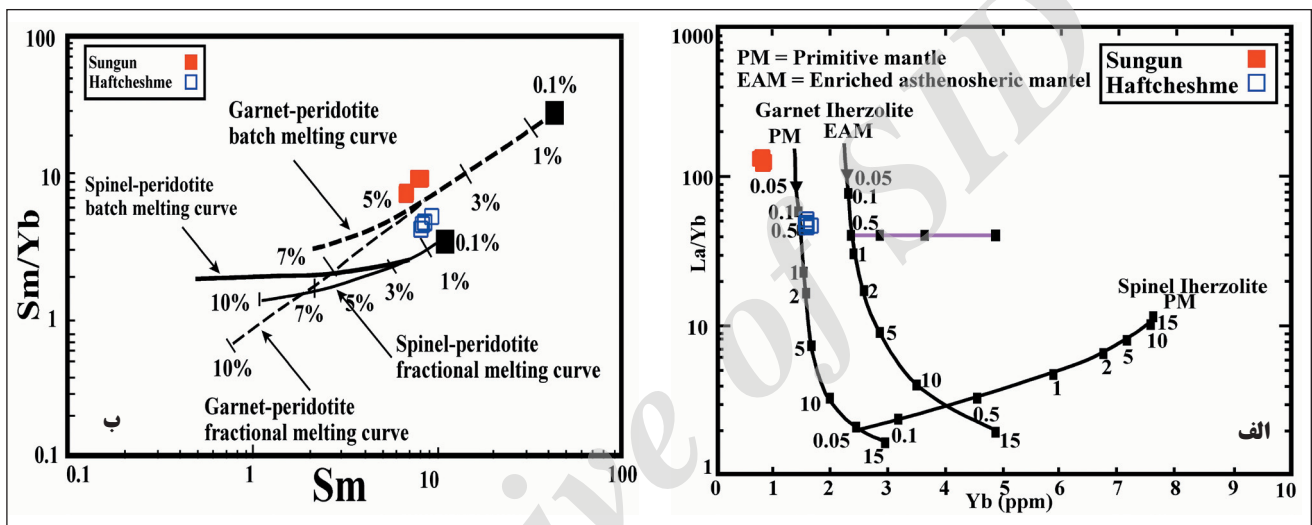 100
10
1
0.1
0.1
1
10
100
Sm/Yb
Sm
Sungun
Haftcheshme
Garnet-peridotite
batch melting curve
Spinel-peridotite
batch melting curve
0.1%
1%
3%
5%
7%
0.1%
1%
3%
5%
7%
10%
10%
Spinel-peridotite
fractional melting curve
Garnet-peridotite
fractional melting curve
ب
1000
100
10
1
0
1
2
3
4
5
6
7
8
9
10
La/Yb
Yb (ppm)
PM = Primitive mantle
EAM = Enriched asthenosheric mantel
Sungun
Haftcheshme
Garnet Iherzolite
PM
EAM
0.05
0.1
0.5
1
2
5
10
15
0.05
0.1
0.5
1
2
5
10
15
Spinel Iherzolite
PM
15
10
5
2
1
0.5
0.1
0.05
الف
Archive of SID